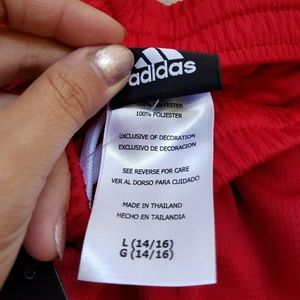 adidas
POLYESTER
100% POLIESTER
EXCLUSIVE OF DECORATION
EXCLUSIVO DE DECORACION
SEE REVERSE FOR CARE
VER AL DORSO PARA CUIDADO
MADE IN THAILAND
HECHO EN TAILANDIA
L (14/16)
G (14/16)